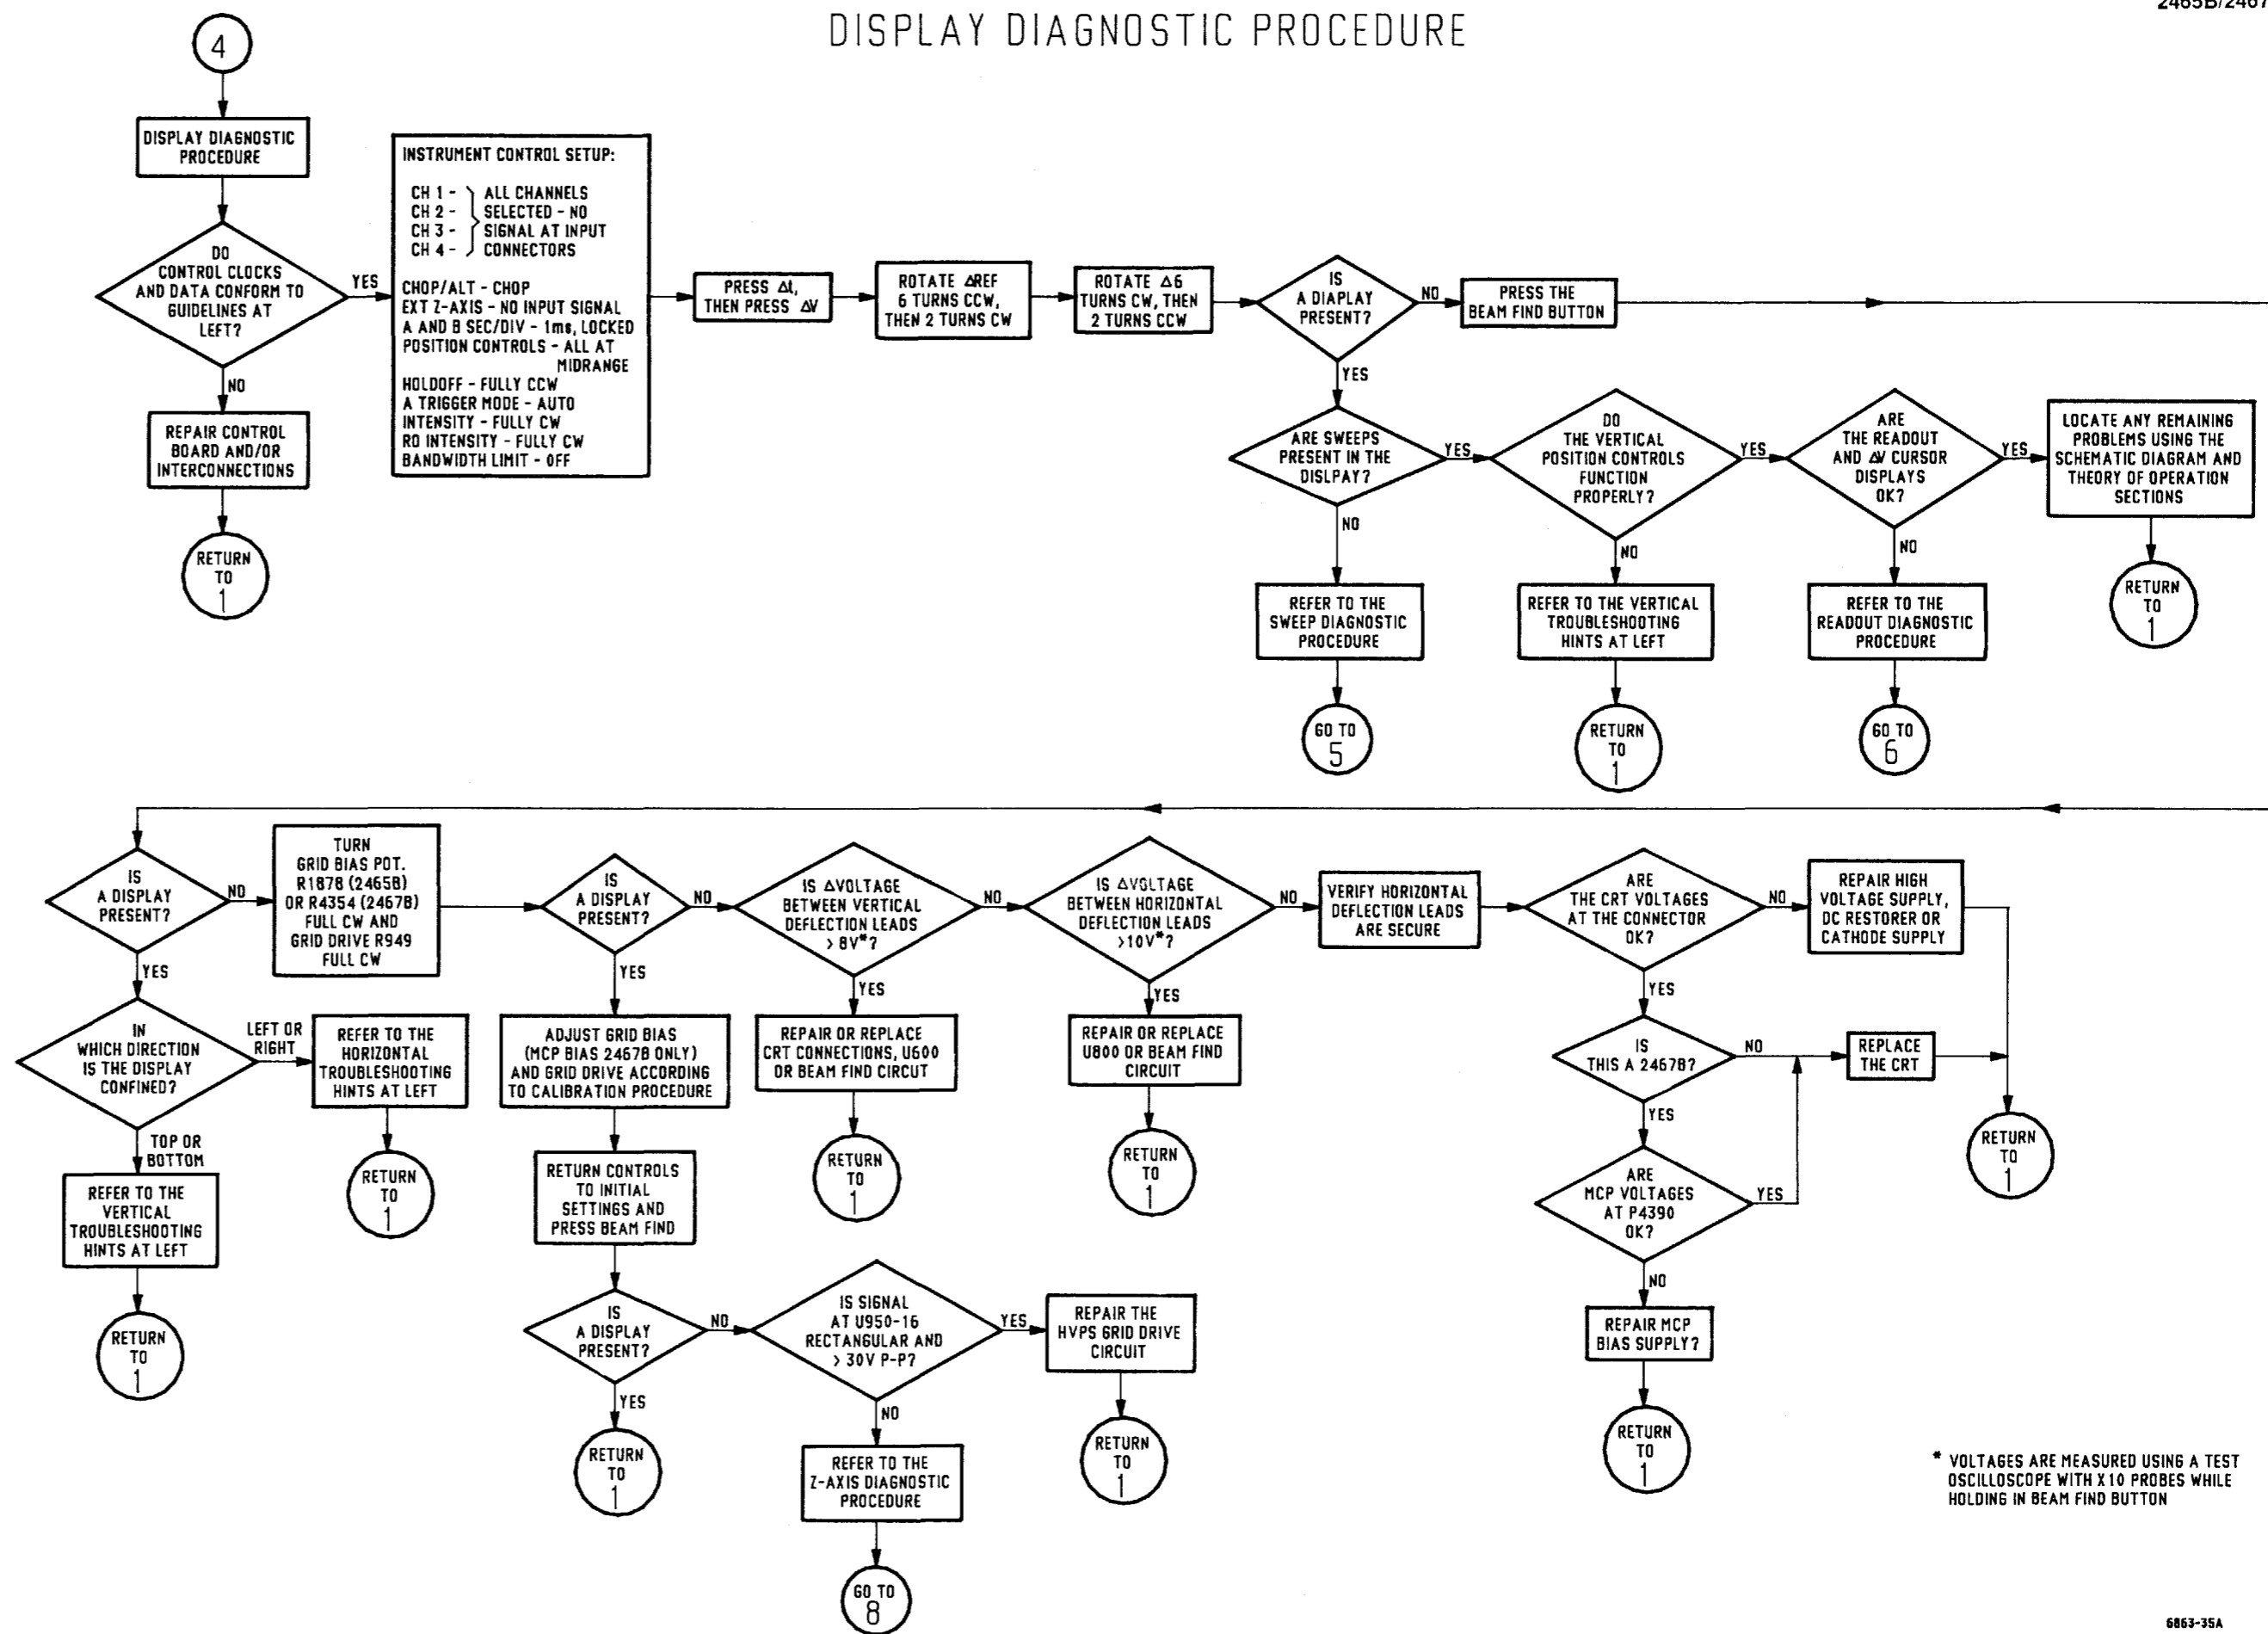 2465B/2467
DISPLAY DIAGNOSTIC PROCEDURE
4
DISPLAY DIAGNOSTIC
PROCEDURE
DO
CONTROL CLOCKS
AND DATA CONFORM TO
GUIDELINES AT
LEFT?
YES
NO
REPAIR CONTROL
BOARD AND/OR
INTERCONNECTIONS
RETURN
TO
1
INSTRUMENT CONTROL SETUP:
CH 1 - ALL CHANNELS
CH 2 - SELECTED - NO
CH 3 - SIGNAL AT INPUT
CH 4 - CONNECTORS
CHOP/ALT - CHOP
EXT Z-AXIS - NO INPUT SIGNAL
A AND B SEC/DIV - 1ms, LOCKED
POSITION CONTROLS - ALL AT
MIDRANGE
HOLDOFF - FULLY CCW
A TRIGGER MODE - AUTO
INTENSITY - FULLY CW
RO INTENSITY - FULLY CW
BANDWIDTH LIMIT - OFF
PRESS Δt,
THEN PRESS ΔV
ROTATE ΔREF
6 TURNS CCW,
THEN 2 TURNS CW
ROTATE Δ6
TURNS CW, THEN
2 TURNS CCW
IS
A DIAPLAY
PRESENT?
NO
PRESS THE
BEAM FIND BUTTON
YES
ARE SWEEPS
PRESENT IN THE
DISLPAY?
YES
NO
REFER TO THE
SWEEP DIAGNOSTIC
PROCEDURE
GO TO
5
DO
THE VERTICAL
POSITION CONTROLS
FUNCTION
PROPERLY?
YES
NO
REFER TO THE VERTICAL
TROUBLESHOOTING
HINTS AT LEFT
RETURN
TO
1
ARE
THE READOUT
AND ΔV CURSOR
DISPLAYS
OK?
YES
NO
REFER TO THE
READOUT DIAGNOSTIC
PROCEDURE
GO TO
6
LOCATE ANY REMAINING
PROBLEMS USING THE
SCHEMATIC DIAGRAM AND
THEORY OF OPERATION
SECTIONS
RETURN
TO
1
IS
A DISPLAY
PRESENT?
NO
YES
TURN
GRID BIAS POT.
R1878 (2465B)
OR R4354 (2467B)
FULL CW AND
GRID DRIVE R949
FULL CW
IN
WHICH DIRECTION
IS THE DISPLAY
CONFINED?
LEFT OR
RIGHT
REFER TO THE
HORIZONTAL
TROUBLESHOOTING
HINTS AT LEFT
RETURN
TO
1
TOP OR
BOTTOM
REFER TO THE
VERTICAL
TROUBLESHOOTING
HINTS AT LEFT
RETURN
TO
1
IS
A DISPLAY
PRESENT?
NO
YES
ADJUST GRID BIAS
(MCP BIAS 2467B ONLY)
AND GRID DRIVE ACCORDING
TO CALIBRATION PROCEDURE
RETURN CONTROLS
TO INITIAL
SETTINGS AND
PRESS BEAM FIND
IS
A DISPLAY
PRESENT?
NO
YES
RETURN
TO
1
IS SIGNAL
AT U950-16
RECTANGULAR AND
> 30V P-P?
YES
NO
REPAIR THE
HVPS GRID DRIVE
CIRCUIT
RETURN
TO
1
REFER TO THE
Z-AXIS DIAGNOSTIC
PROCEDURE
GO TO
8
IS ΔVOLTAGE
BETWEEN VERTICAL
DEFLECTION LEADS
> 8V*?
NO
YES
REPAIR OR REPLACE
CRT CONNECTIONS, U600
OR BEAM FIND CIRCUT
RETURN
TO
1
IS ΔVOLTAGE
BETWEEN HORIZONTAL
DEFLECTION LEADS
>10V*?
NO
YES
REPAIR OR REPLACE
U800 OR BEAM FIND
CIRCUIT
RETURN
TO
1
VERIFY HORIZONTAL
DEFLECTION LEADS
ARE SECURE
ARE
THE CRT VOLTAGES
AT THE CONNECTOR
OK?
NO
YES
REPAIR HIGH
VOLTAGE SUPPLY,
DC RESTORER OR
CATHODE SUPPLY
IS
THIS A 2467B?
NO
YES
REPLACE
THE CRT
RETURN
TO
1
ARE
MCP VOLTAGES
AT P4390
OK?
YES
NO
REPAIR MCP
BIAS SUPPLY?
RETURN
TO
1
* VOLTAGES ARE MEASURED USING A TEST
OSCILLOSCOPE WITH X10 PROBES WHILE
HOLDING IN BEAM FIND BUTTON
6863-35A